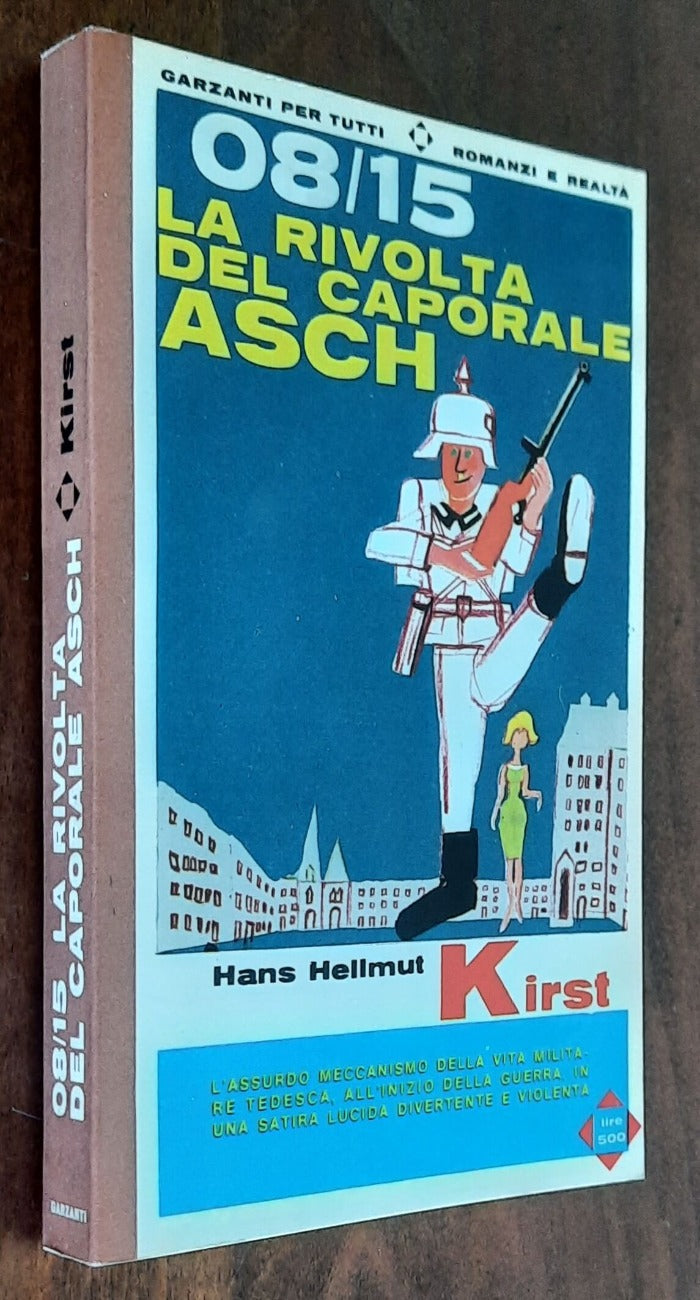 GARZANTI PER TUTTI ROMANZI E REALTÀ
08/15
LA RIVOLTA
DEL CAPORALE
ASCH
Hans Hellmut Kirst
L'ASSURDO MECCANISMO DELLA VITA MILITA-
RE TEDESCA, ALL'INIZIO DELLA GUERRA, IN
UNA SATIRA LUCIDA DIVERTENTE E VIOLENTA
lire
500
08/15 LA RIVOLTA
DEL CAPORALE ASCH Kirst
GARZANTI